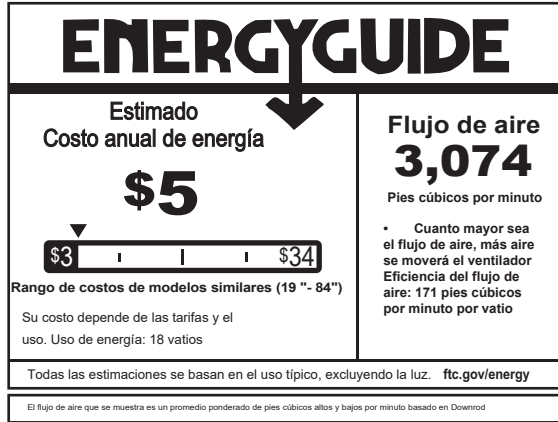 ENERGYGUIDE
Estimado
Costo anual de energía
$5
$3 $34
Rango de costos de modelos similares (19 "- 84")
Su costo depende de las tarifas y el
uso. Uso de energía: 18 vatios
Flujo de aire
3,074
Pies cúbicos por minuto
• Cuanto mayor sea
el flujo de aire, más aire
se moverá el ventilador
Eficiencia del flujo de
aire: 171 pies cúbicos
por minuto por vatio
Todas las estimaciones se basan en el uso típico, excluyendo la luz. ftc.gov/energy
El flujo de aire que se muestra es un promedio ponderado de pies cúbicos altos y bajos por minuto basado en Downrod